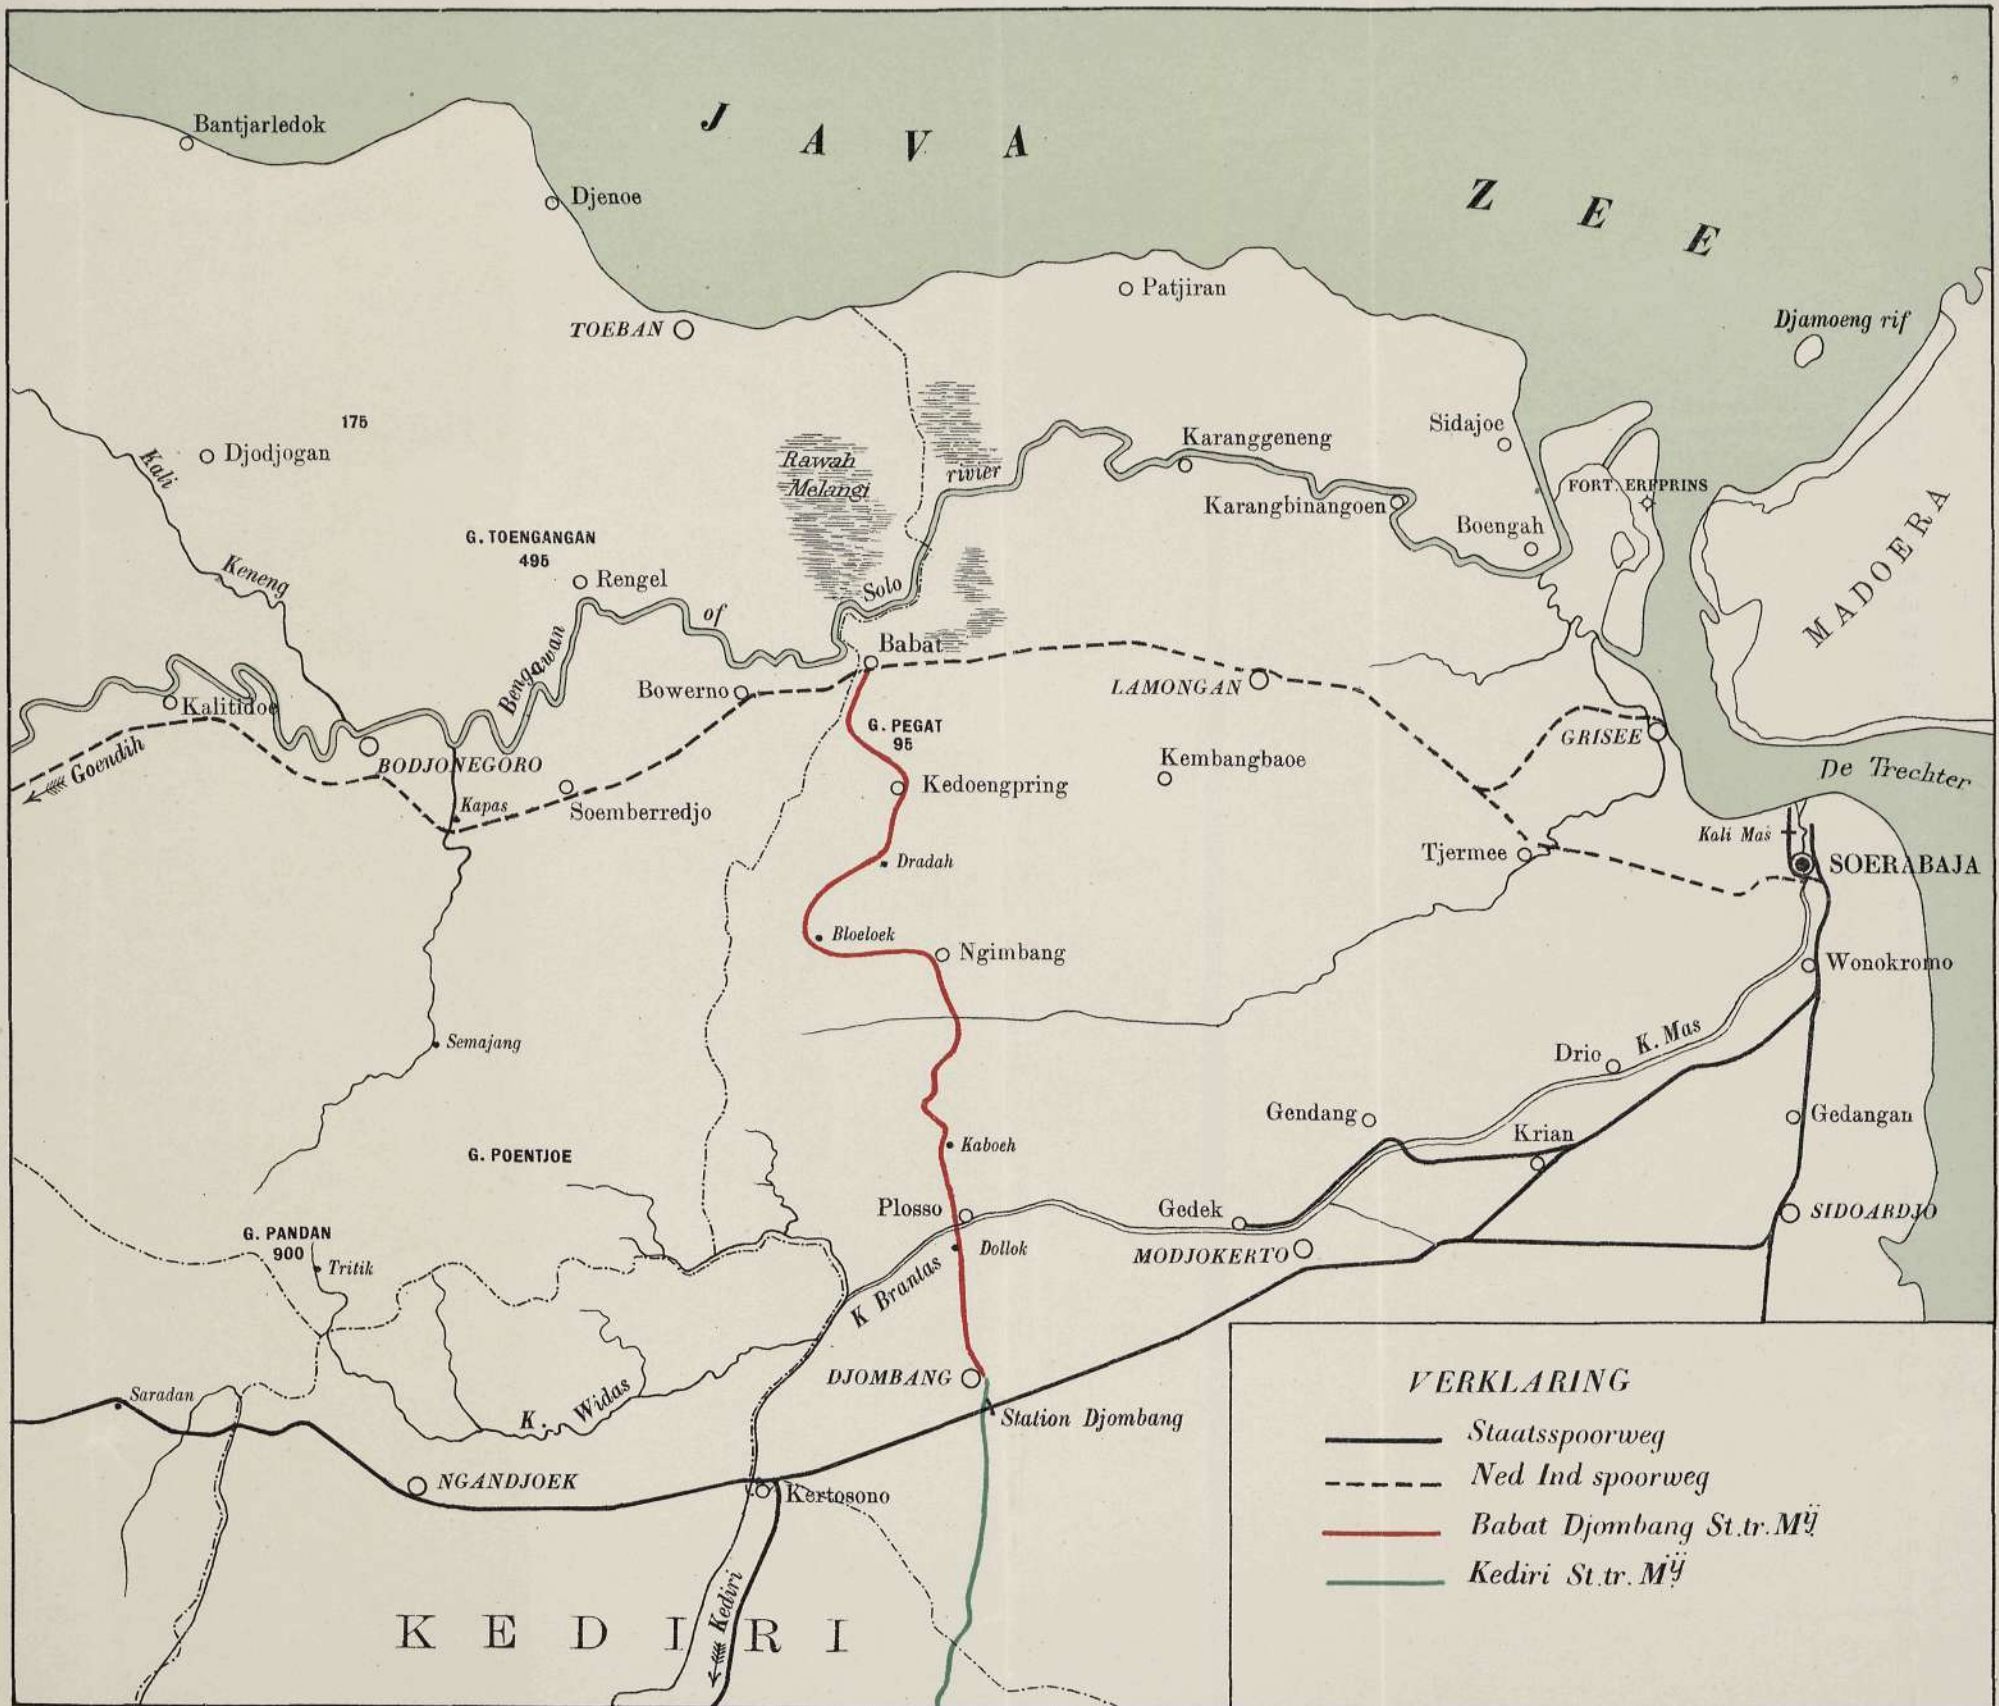 JAVA ZEE
Bantjarledok
Djenoe
Patjiran
TOEBAN
Djamoeng rif
175
Djodjogan
Kali
Keneng
Rawah
Melangi
rivier
Karanggeneng
Sidajoe
Karangbinangoen
FORT. ERFPRINS
Boengah
MADOERA
G. TOENGANGAN
495
Rengel
of
Solo
Bengawan
Babat
Bowerno
LAMONGAN
Kalitidoe
Goendih
BODJONEGORO
Kapas
Soemberredjo
G. PEGAT
95
Kedoengpring
Kembangbaoe
GRISEE
De Trechter
Kali Mas
Tjermee
SOERABAJA
Dradah
Bloeloek
Ngimbang
Wonokromo
Semajang
Drio
K. Mas
Gendang
Krian
Gedangan
Kaboeh
G. POENTJOE
Plosso
Gedek
SIDOARDJO
G. PANDAN
900
Tritik
Dollok
MODJOKERTO
K Brantas
DJOMBANG
Station Djombang
Saradan
K. Widas
NGANDJOEK
Kertosono
Kediri
KEDIRI
VERKLARING
Staatsspoorweg
Ned Ind spoorweg
Babat Djombang St.tr.Mÿ.
Kediri St.tr.Mÿ.